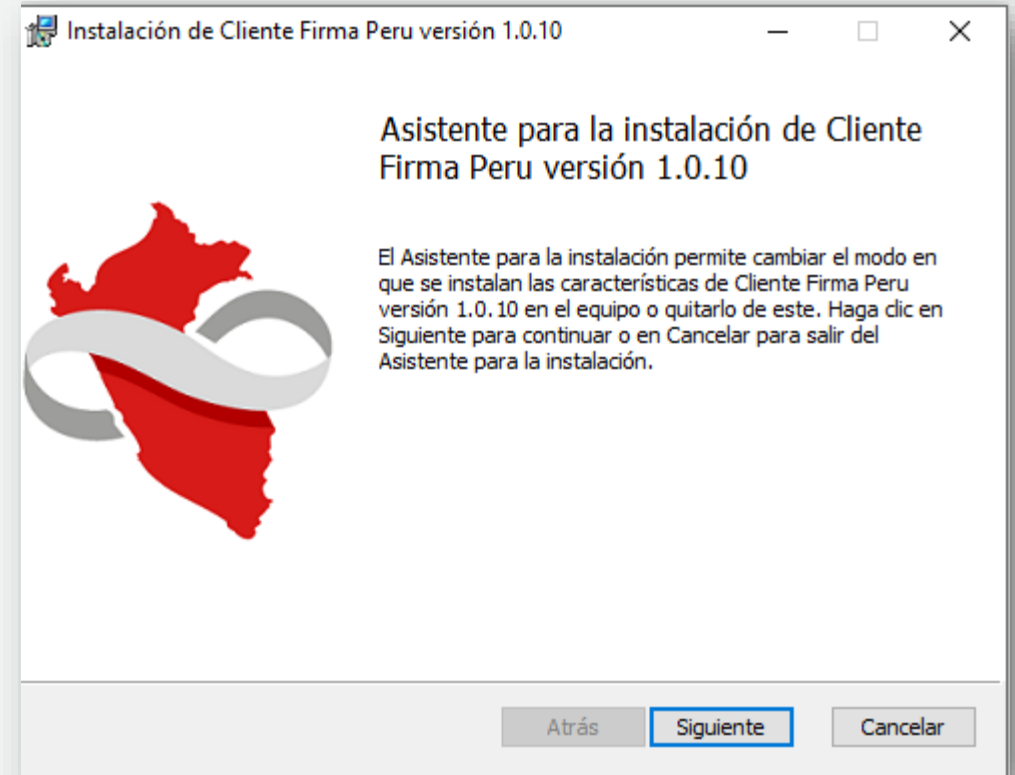 Instalación de Cliente Firma Peru versión 1.0.10
Asistente para la instalación de Cliente
Firma Peru versión 1.0.10
El Asistente para la instalación permite cambiar el modo en
que se instalan las características de Cliente Firma Peru
versión 1.0.10 en el equipo o quitarlo de este. Haga clic en
Siguiente para continuar o en Cancelar para salir del
Asistente para la instalación.
Atrás
Siguiente
Cancelar